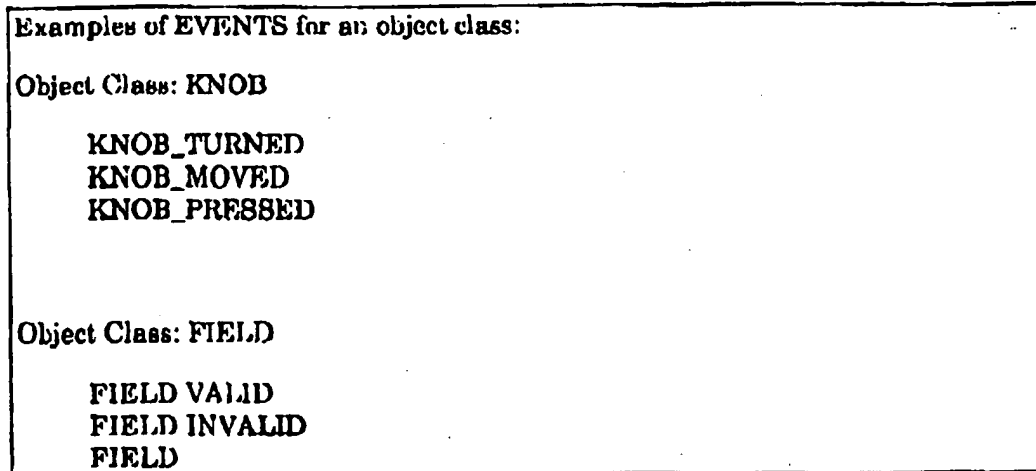 Examples of EVENTS for an object class:
Object Class: KNOB
KNOB_TURNED
KNOB_MOVED
KNOB_PRESSED
Object Class: FIELD
FIELD VALID
FIELD INVALID
FIELD